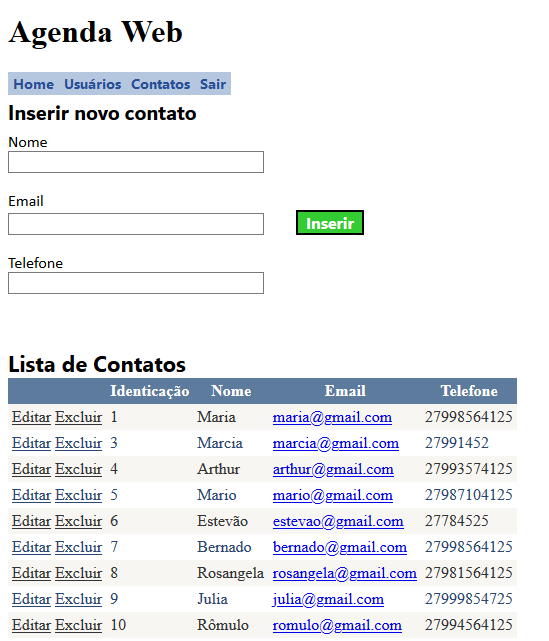 Agenda Web
Home Usuários Contatos Sair
Inserir novo contato
Nome
Email
Inserir
Telefone
Lista de Contatos
Identicação Nome Email Telefone
Editar Excluir 1 Maria maria@gmail.com 27998564125
Editar Excluir 3 Marcia marcia@gmail.com 27991452
Editar Excluir 4 Arthur arthur@gmail.com 27993574125
Editar Excluir 5 Mario mario@gmail.com 27987104125
Editar Excluir 6 Estevão estevao@gmail.com 27784525
Editar Excluir 7 Bernado bernado@gmail.com 27998564125
Editar Excluir 8 Rosangela rosangela@gmail.com 27981564125
Editar Excluir 9 Julia julia@gmail.com 27999854725
Editar Excluir 10 Rômulo romulo@gmail.com 27994564125